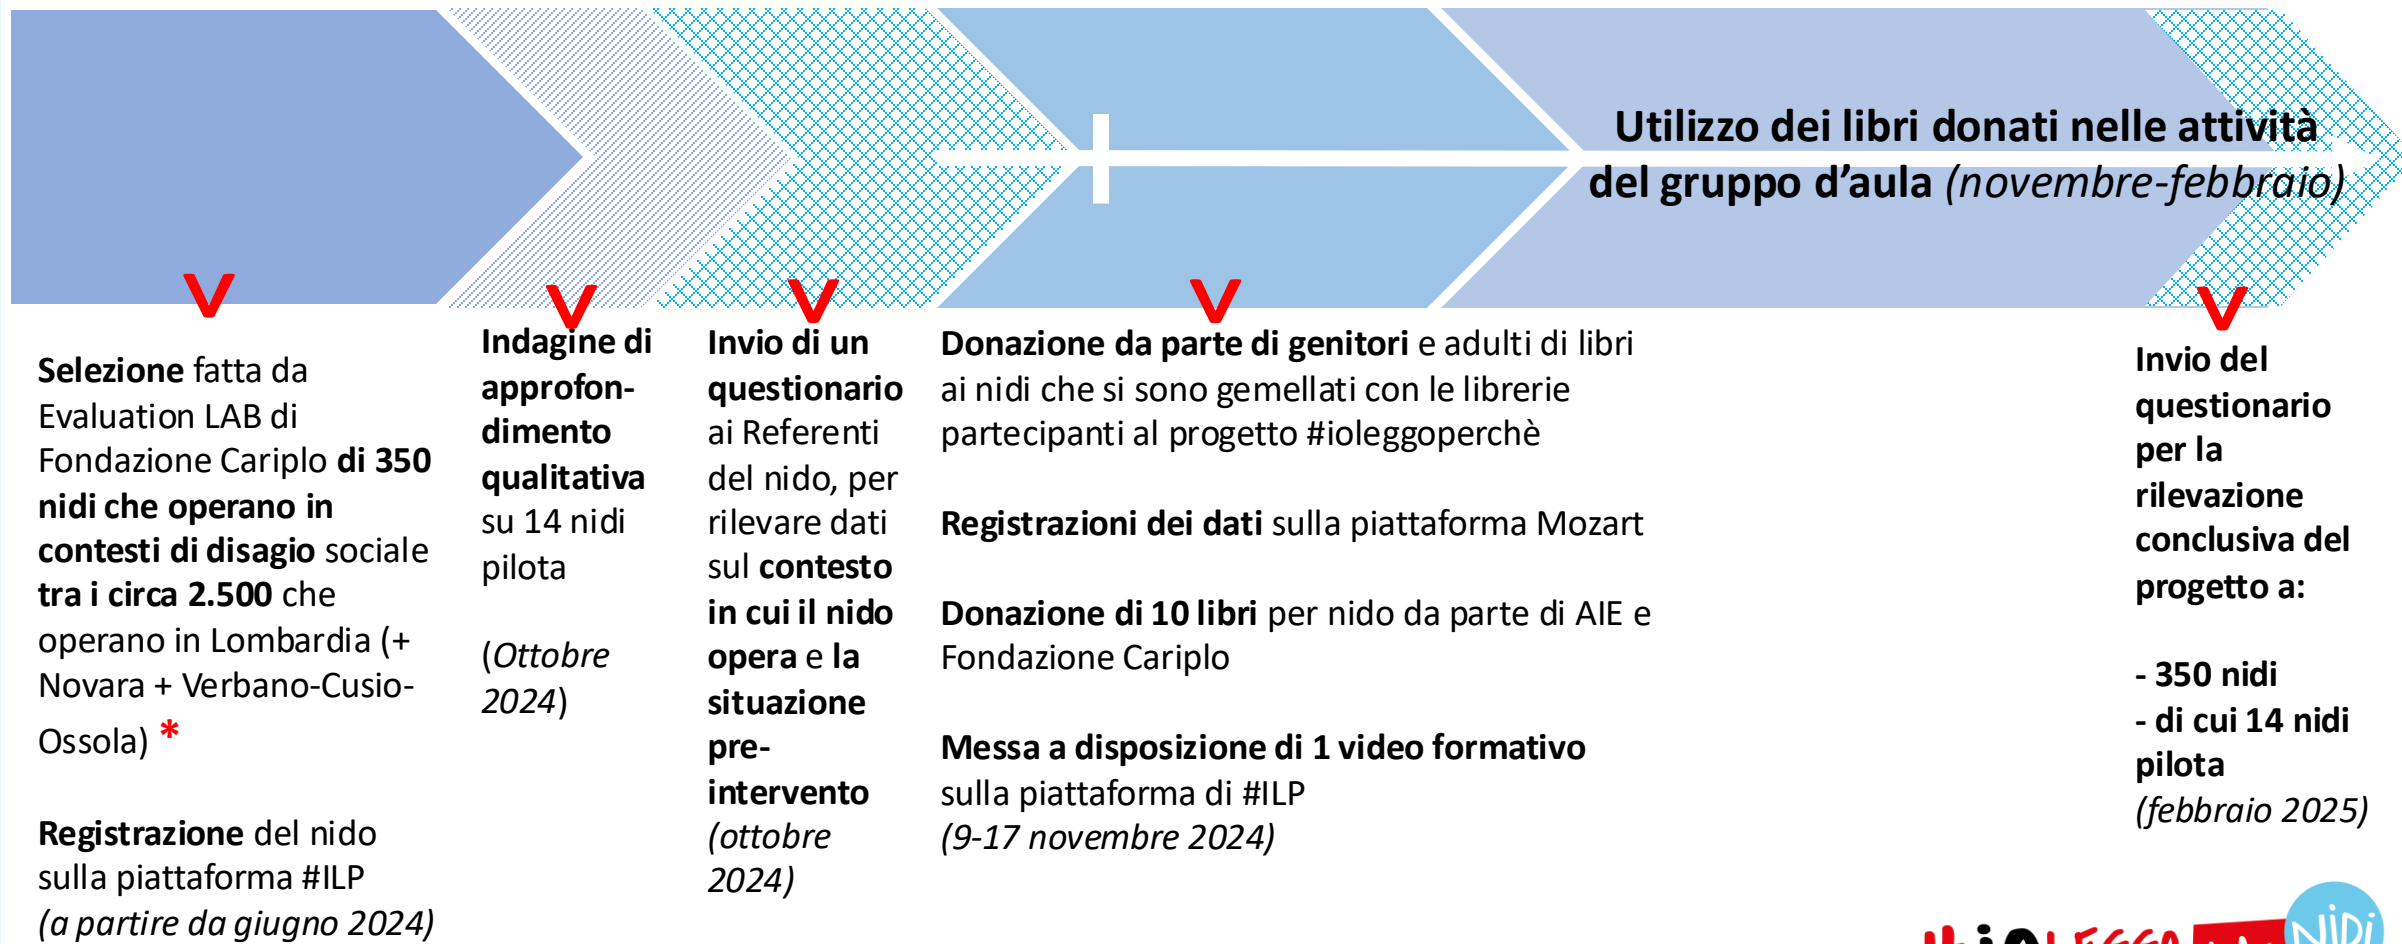 Utilizzo dei libri donati nelle attività
del gruppo d’aula (novembre-febbraio)
Selezione fatta da
Evaluation LAB di
Fondazione Cariplo di 350
nidi che operano in
contesti di disagio sociale
tra i circa 2.500 che
operano in Lombardia (+
Novara + Verbano-Cusio-
Ossola) *
Registrazione del nido
sulla piattaforma #ILP
(a partire da giugno 2024)
Indagine di
approfon-
dimento
qualitativa
su 14 nidi
pilota
(Ottobre
2024)
Invio di un
questionario
ai Referenti
del nido, per
rilevare dati
sul contesto
in cui il nido
opera e la
situazione
pre-
intervento
(ottobre
2024)
Donazione da parte di genitori e adulti di libri
ai nidi che si sono gemellati con le librerie
partecipanti al progetto #ioleggoperchè
Registrazioni dei dati sulla piattaforma Mozart
Donazione di 10 libri per nido da parte di AIE e
Fondazione Cariplo
Messa a disposizione di 1 video formativo
sulla piattaforma di #ILP
(9-17 novembre 2024)
Invio del
questionario
per la
rilevazione
conclusiva del
progetto a:
- 350 nidi
- di cui 14 nidi
pilota
(febbraio 2025)
NiDi